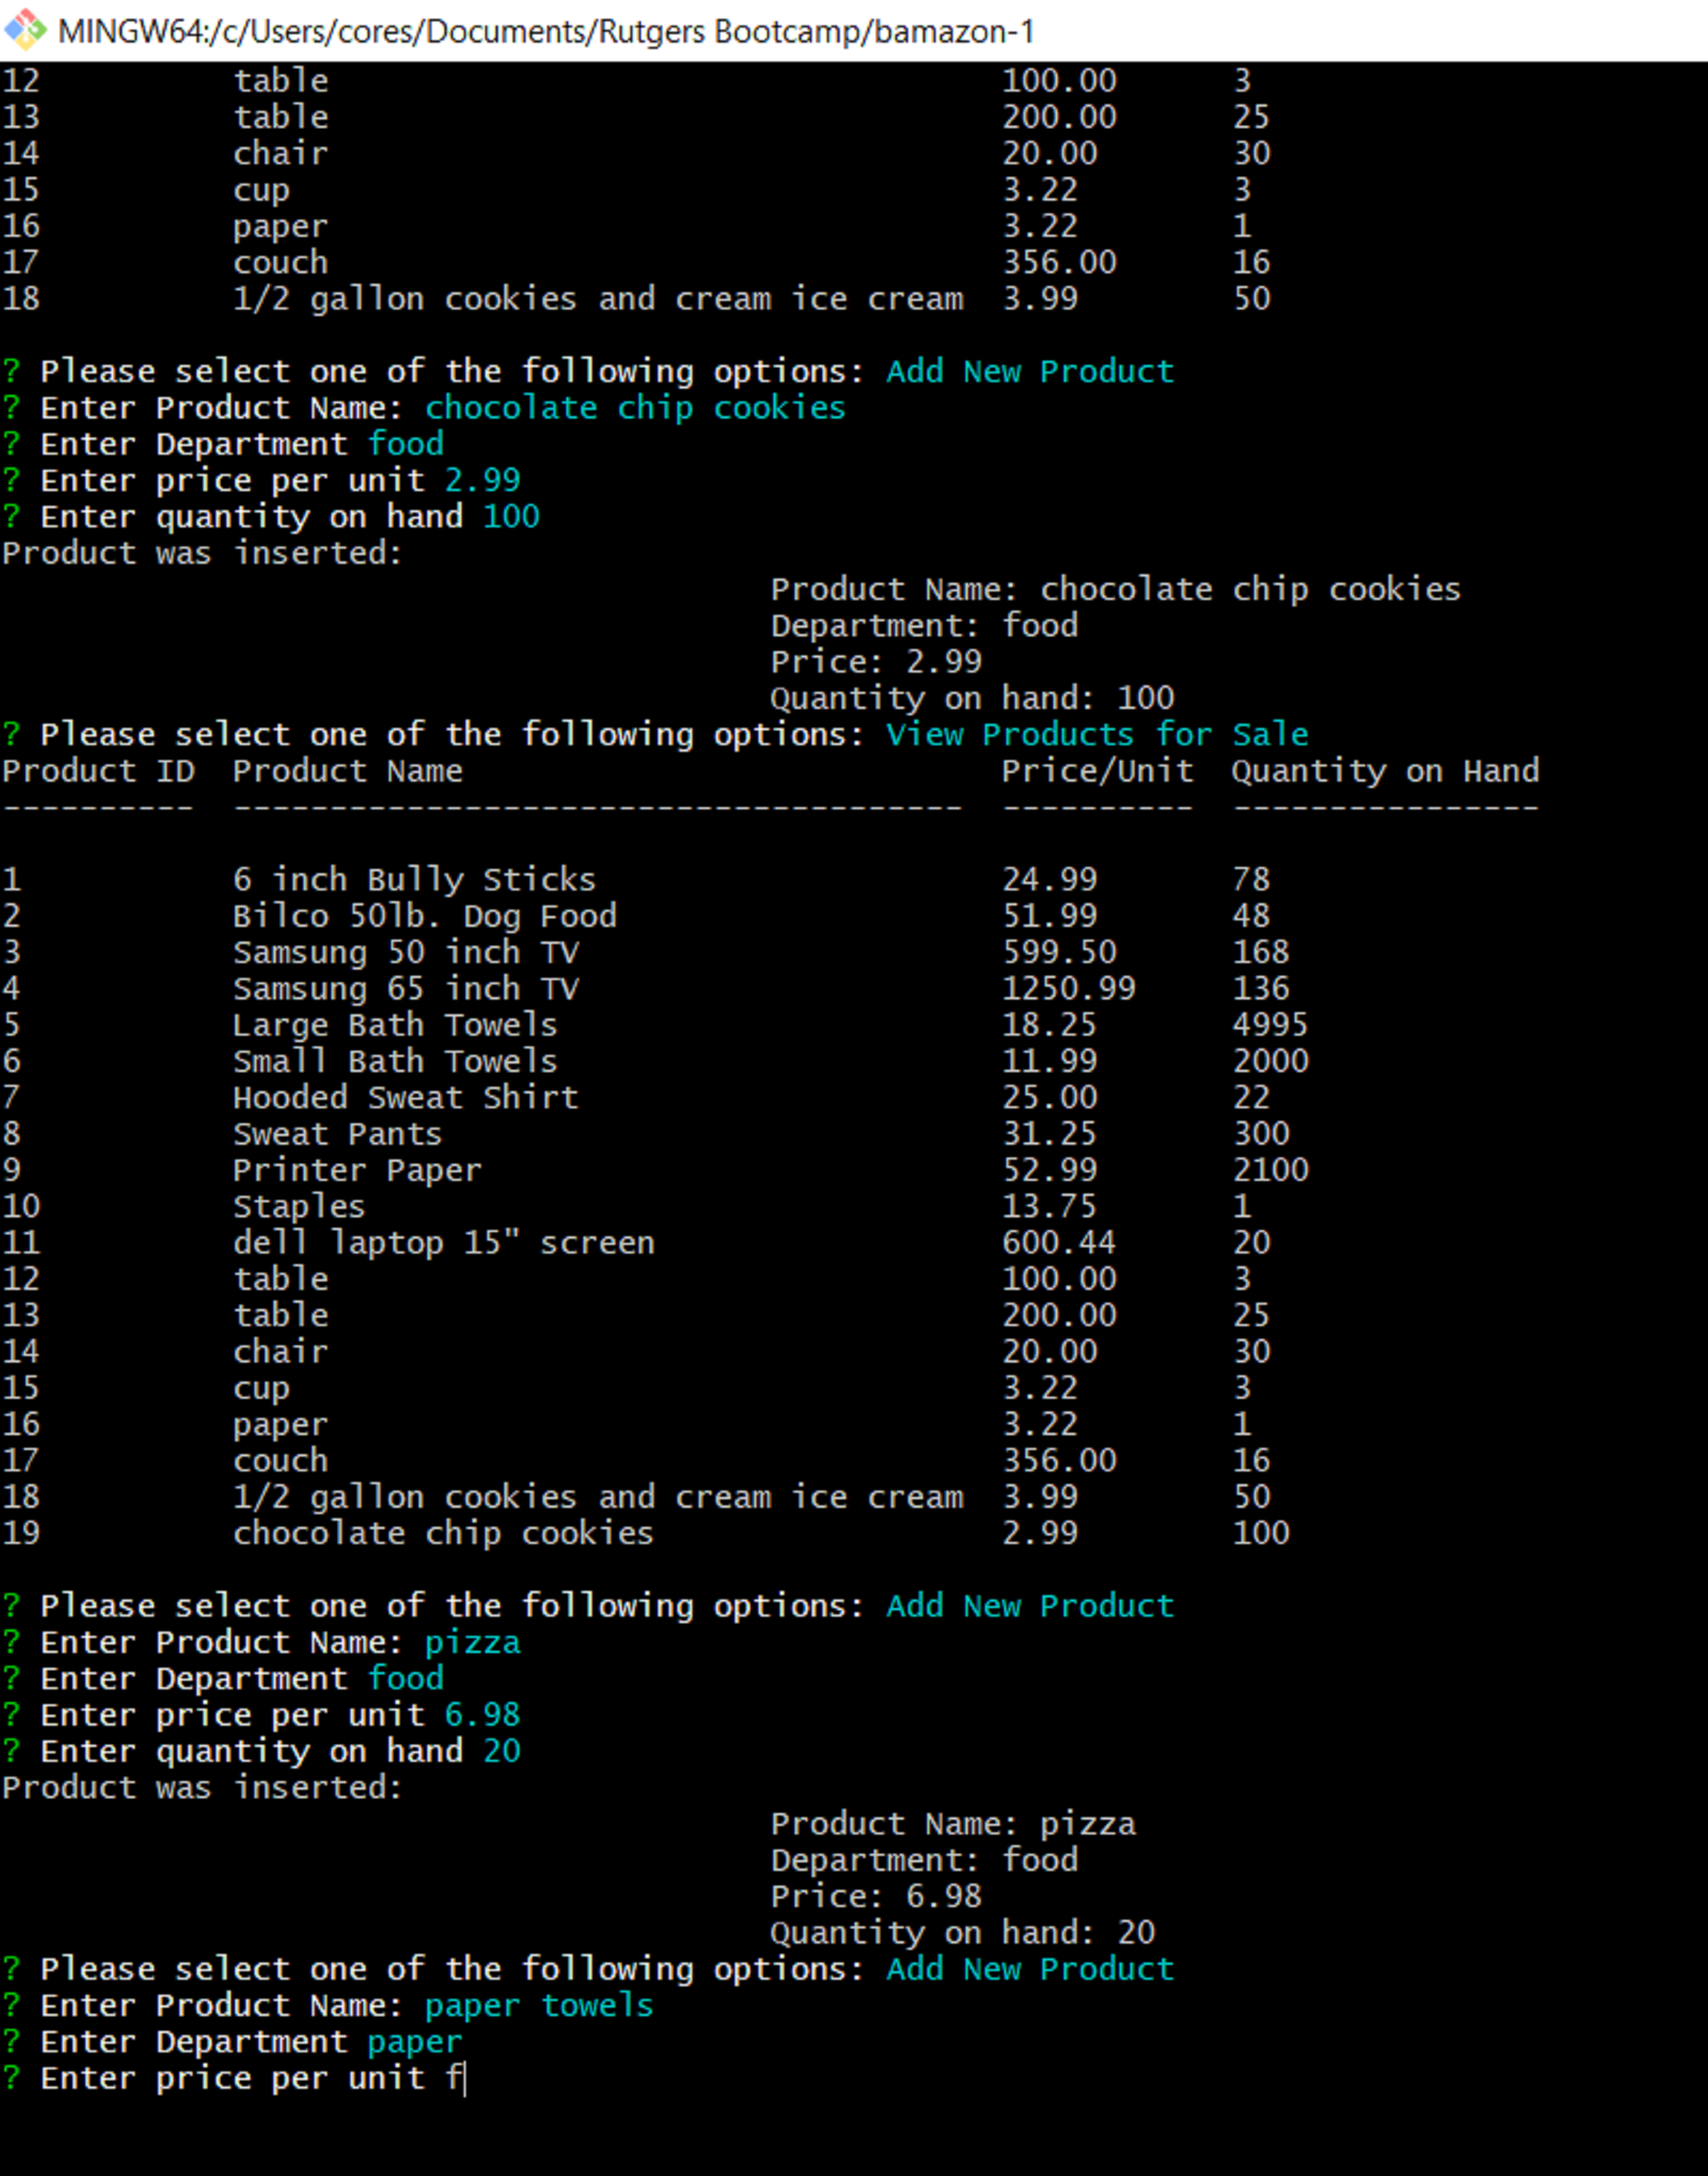 MINGW64:/c/Users/cores/Documents/Rutgers Bootcamp/bamazon-1
12          table                                   100.00      3
13          table                                   200.00      25
14          chair                                   20.00       30
15          cup                                     3.22        3
16          paper                                   3.22        1
17          couch                                   356.00      16
18          1/2 gallon cookies and cream ice cream  3.99        50
? Please select one of the following options: Add New Product
? Enter Product Name: chocolate chip cookies
? Enter Department food
? Enter price per unit 2.99
? Enter quantity on hand 100
Product was inserted:
                                        Product Name: chocolate chip cookies
                                        Department: food
                                        Price: 2.99
                                        Quantity on hand: 100
? Please select one of the following options: View Products for Sale
Product ID  Product Name                            Price/Unit  Quantity on Hand
----------  --------------------------------------  ----------  ----------------
1           6 inch Bully Sticks                     24.99       78
2           Bilco 50lb. Dog Food                    51.99       48
3           Samsung 50 inch TV                      599.50      168
4           Samsung 65 inch TV                      1250.99     136
5           Large Bath Towels                       18.25       4995
6           Small Bath Towels                       11.99       2000
7           Hooded Sweat Shirt                      25.00       22
8           Sweat Pants                             31.25       300
9           Printer Paper                           52.99       2100
10          Staples                                 13.75       1
11          dell laptop 15" screen                  600.44      20
12          table                                   100.00      3
13          table                                   200.00      25
14          chair                                   20.00       30
15          cup                                     3.22        3
16          paper                                   3.22        1
17          couch                                   356.00      16
18          1/2 gallon cookies and cream ice cream  3.99        50
19          chocolate chip cookies                  2.99        100
? Please select one of the following options: Add New Product
? Enter Product Name: pizza
? Enter Department food
? Enter price per unit 6.98
? Enter quantity on hand 20
Product was inserted:
                                        Product Name: pizza
                                        Department: food
                                        Price: 6.98
                                        Quantity on hand: 20
? Please select one of the following options: Add New Product
? Enter Product Name: paper towels
? Enter Department paper
? Enter price per unit f